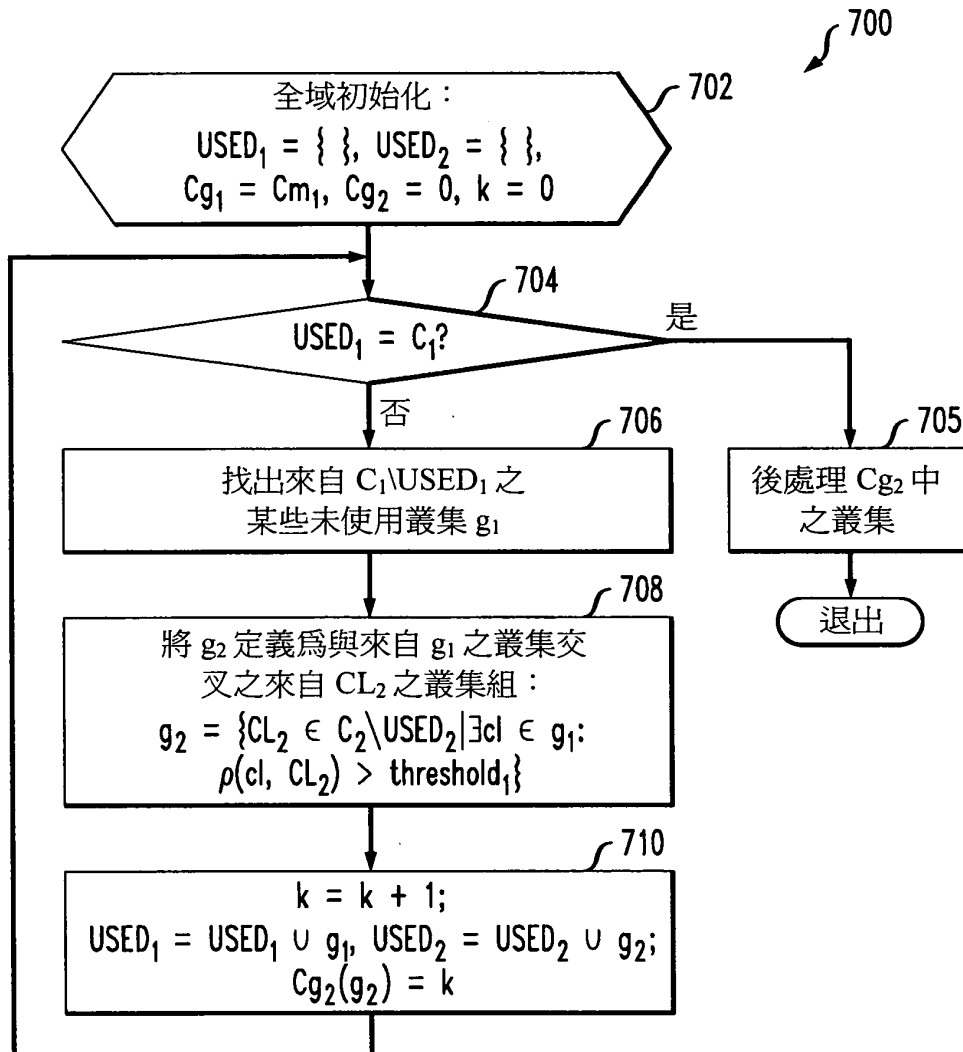 700
702
全域初始化：
USED₁ = { }, USED₂ = { },
Cg₁ = Cm₁, Cg₂ = 0, k = 0
704
USED₁ = C₁?
是
否
706
找出來自 C₁\USED₁ 之
某些未使用叢集 g₁
705
後處理 Cg₂ 中
之叢集
退出
708
將 g₂ 定義爲與來自 g₁ 之叢集交
叉之來自 CL₂ 之叢集組：
g₂ = {CL₂ ∈ C₂\USED₂|∃cl ∈ g₁:
ρ(cl, CL₂) > threshold₁}
710
k = k + 1;
USED₁ = USED₁ ∪ g₁, USED₂ = USED₂ ∪ g₂;
Cg₂(g₂) = k